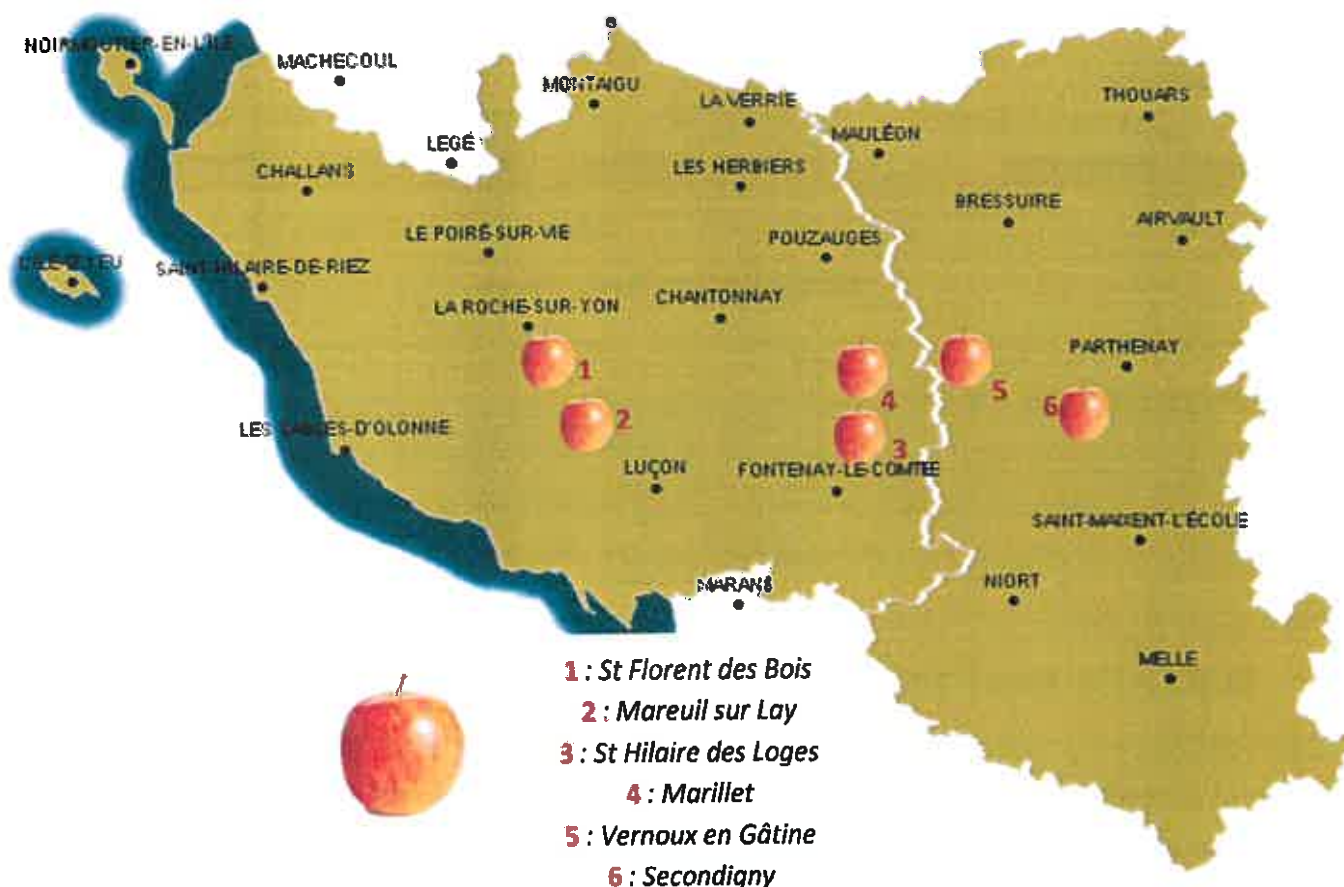 NOIRMOUTIER-EN-L'ÎLE
MACHECOUL
MONTAIGU
LA VERRIE
THOUARS
MAULÉON
LEGÉ
CHALLANS
LES HERBIERS
BRESSUIRE
AIRVAULT
LE POIRÉ-SUR-VIE
POUZAUGES
SAINT-HILAIRE-DE-RIEZ
LA ROCHE-SUR-YON
CHANTONNAY
PARTHENAY
1
4
5
6
2
3
LES SABLES-D'OLONNE
LUÇON
FONTENAY-LE-COMTE
SAINT-MAIXENT-L'ÉCOLE
MARANS
NIORT
MELLE
1 : St Florent des Bois
2 : Mareuil sur Lay
3 : St Hilaire des Loges
4 : Marillet
5 : Vernoux en Gâtine
6 : Secondigny